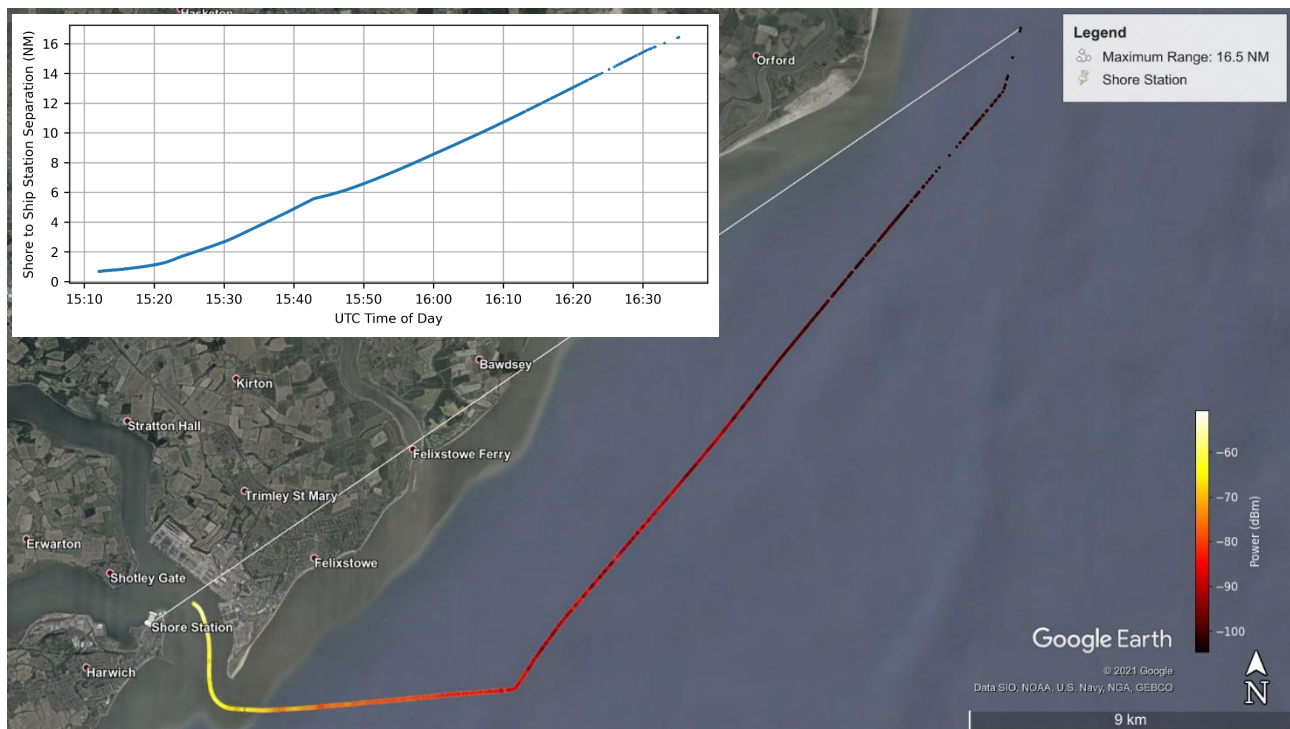 Hasketon
16
14
12
10
8
6
4
2
0
Shore to Ship Station Separation (NM)
15:10 15:20 15:30 15:40 15:50 16:00 16:10 16:20 16:30
UTC Time of Day
Legend
Maximum Range: 16.5 NM
Shore Station
Orford
Bawdsey
Kirton
Stratton Hall
Felixstowe Ferry
Trimley St Mary
Erwarton
Felixstowe
Shotley Gate
Shore Station
Harwich
−60
−70
−80
−90
−100
Power (dBm)
Google Earth
© 2021 Google
Data SIO, NOAA, U.S. Navy, NGA, GEBCO
N
9 km